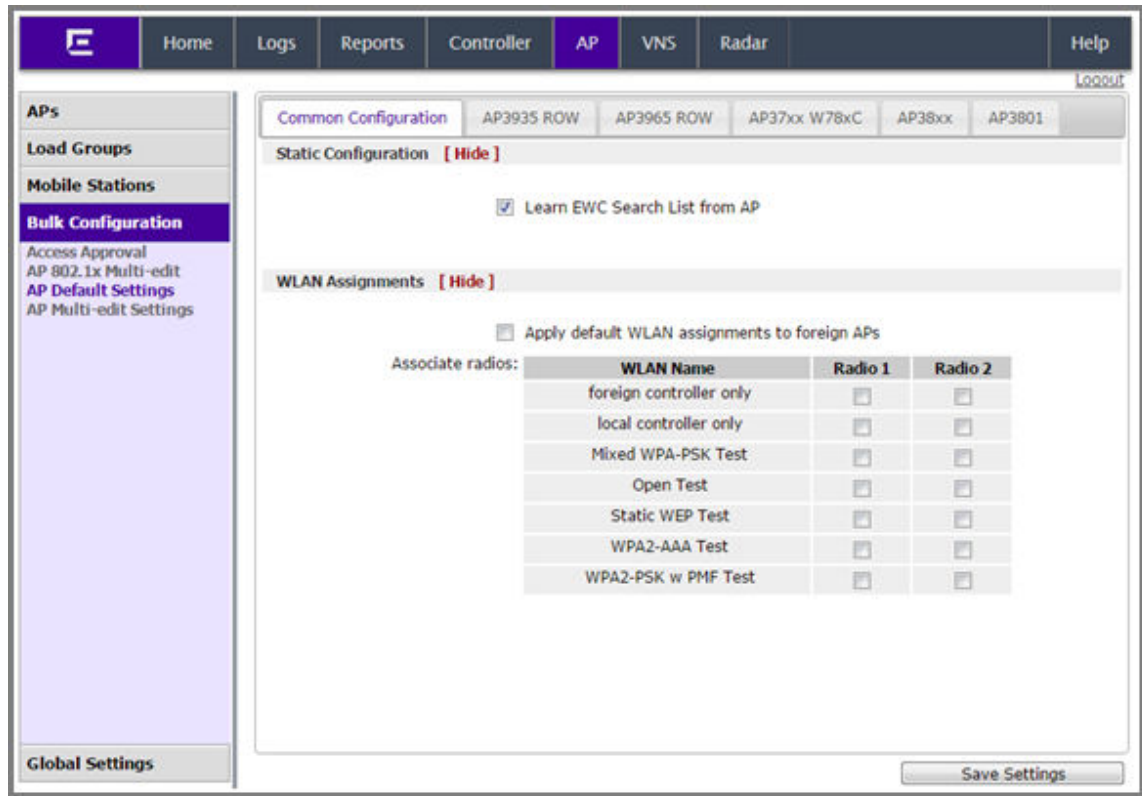 Home Logs Reports Controller AP VNS Radar Help
Logout
APs
Load Groups
Mobile Stations
Bulk Configuration
Access Approval
AP 802.1x Multi-edit
AP Default Settings
AP Multi-edit Settings
Global Settings
Common Configuration AP3935 ROW AP3965 ROW AP37xx W78xC AP38xx AP3801
Static Configuration [ Hide ]
Learn EWC Search List from AP
WLAN Assignments [ Hide ]
Apply default WLAN assignments to foreign APs
Associate radios: WLAN Name Radio 1 Radio 2
foreign controller only
local controller only
Mixed WPA-PSK Test
Open Test
Static WEP Test
WPA2-AAA Test
WPA2-PSK w PMF Test
Save Settings